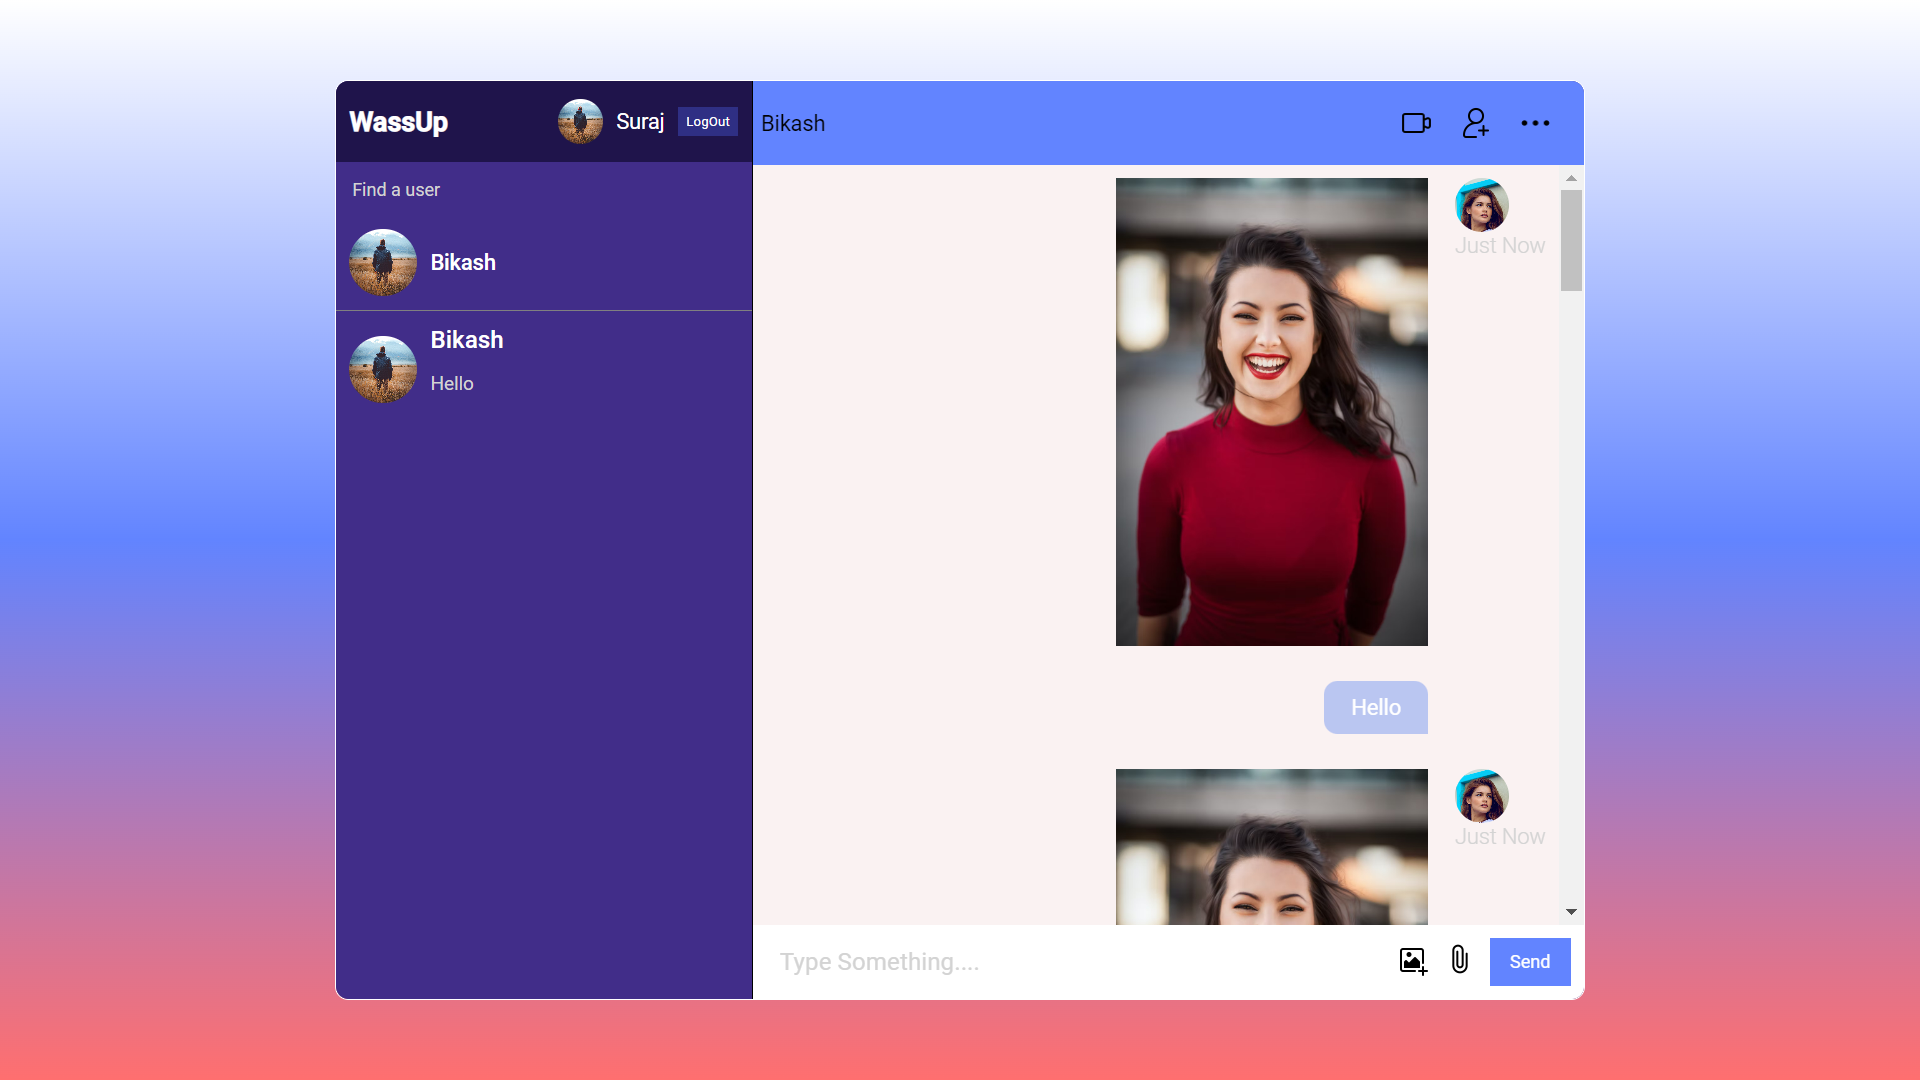 WassUp
Suraj
LogOut
Find a user
Bikash
Bikash
Hello
Bikash
Just Now
Hello
Just Now
Type Something....
Send